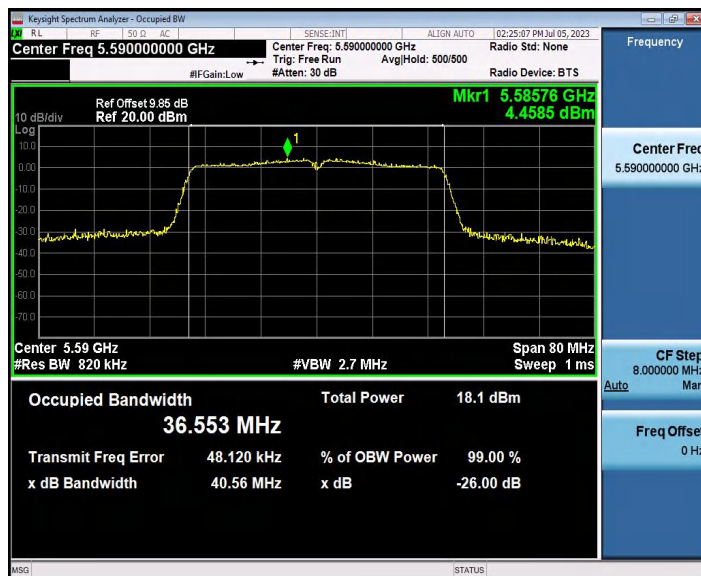 Keysight Spectrum Analyzer - Occupied BW
LXI RL RF 50 Ω AC SENSE:INT ALIGN AUTO 02:25:07 PM Jul 05, 2023
Center Freq 5.590000000 GHz
Center Freq: 5.590000000 GHz
Radio Std: None
Trig: Free Run Avg|Hold: 500/500
#IFGain:Low
#Atten: 30 dB
Radio Device: BTS
Ref Offset 9.85 dB
Mkr1 5.58576 GHz
10 dB/div Ref 20.00 dBm
4.4585 dBm
Log
1
10.0
0.00
-10.0
-20.0
-30.0
-40.0
-50.0
-60.0
-70.0
Center 5.59 GHz
Span 80 MHz
#Res BW 820 kHz
#VBW 2.7 MHz
Sweep 1 ms
Occupied Bandwidth
Total Power 18.1 dBm
36.553 MHz
Transmit Freq Error 48.120 kHz
% of OBW Power 99.00 %
x dB Bandwidth 40.56 MHz
x dB -26.00 dB
Frequency
Center Freq
5.590000000 GHz
CF Step
8.000000 MHz
Auto Man
Freq Offset
0 Hz
MSG
STATUS